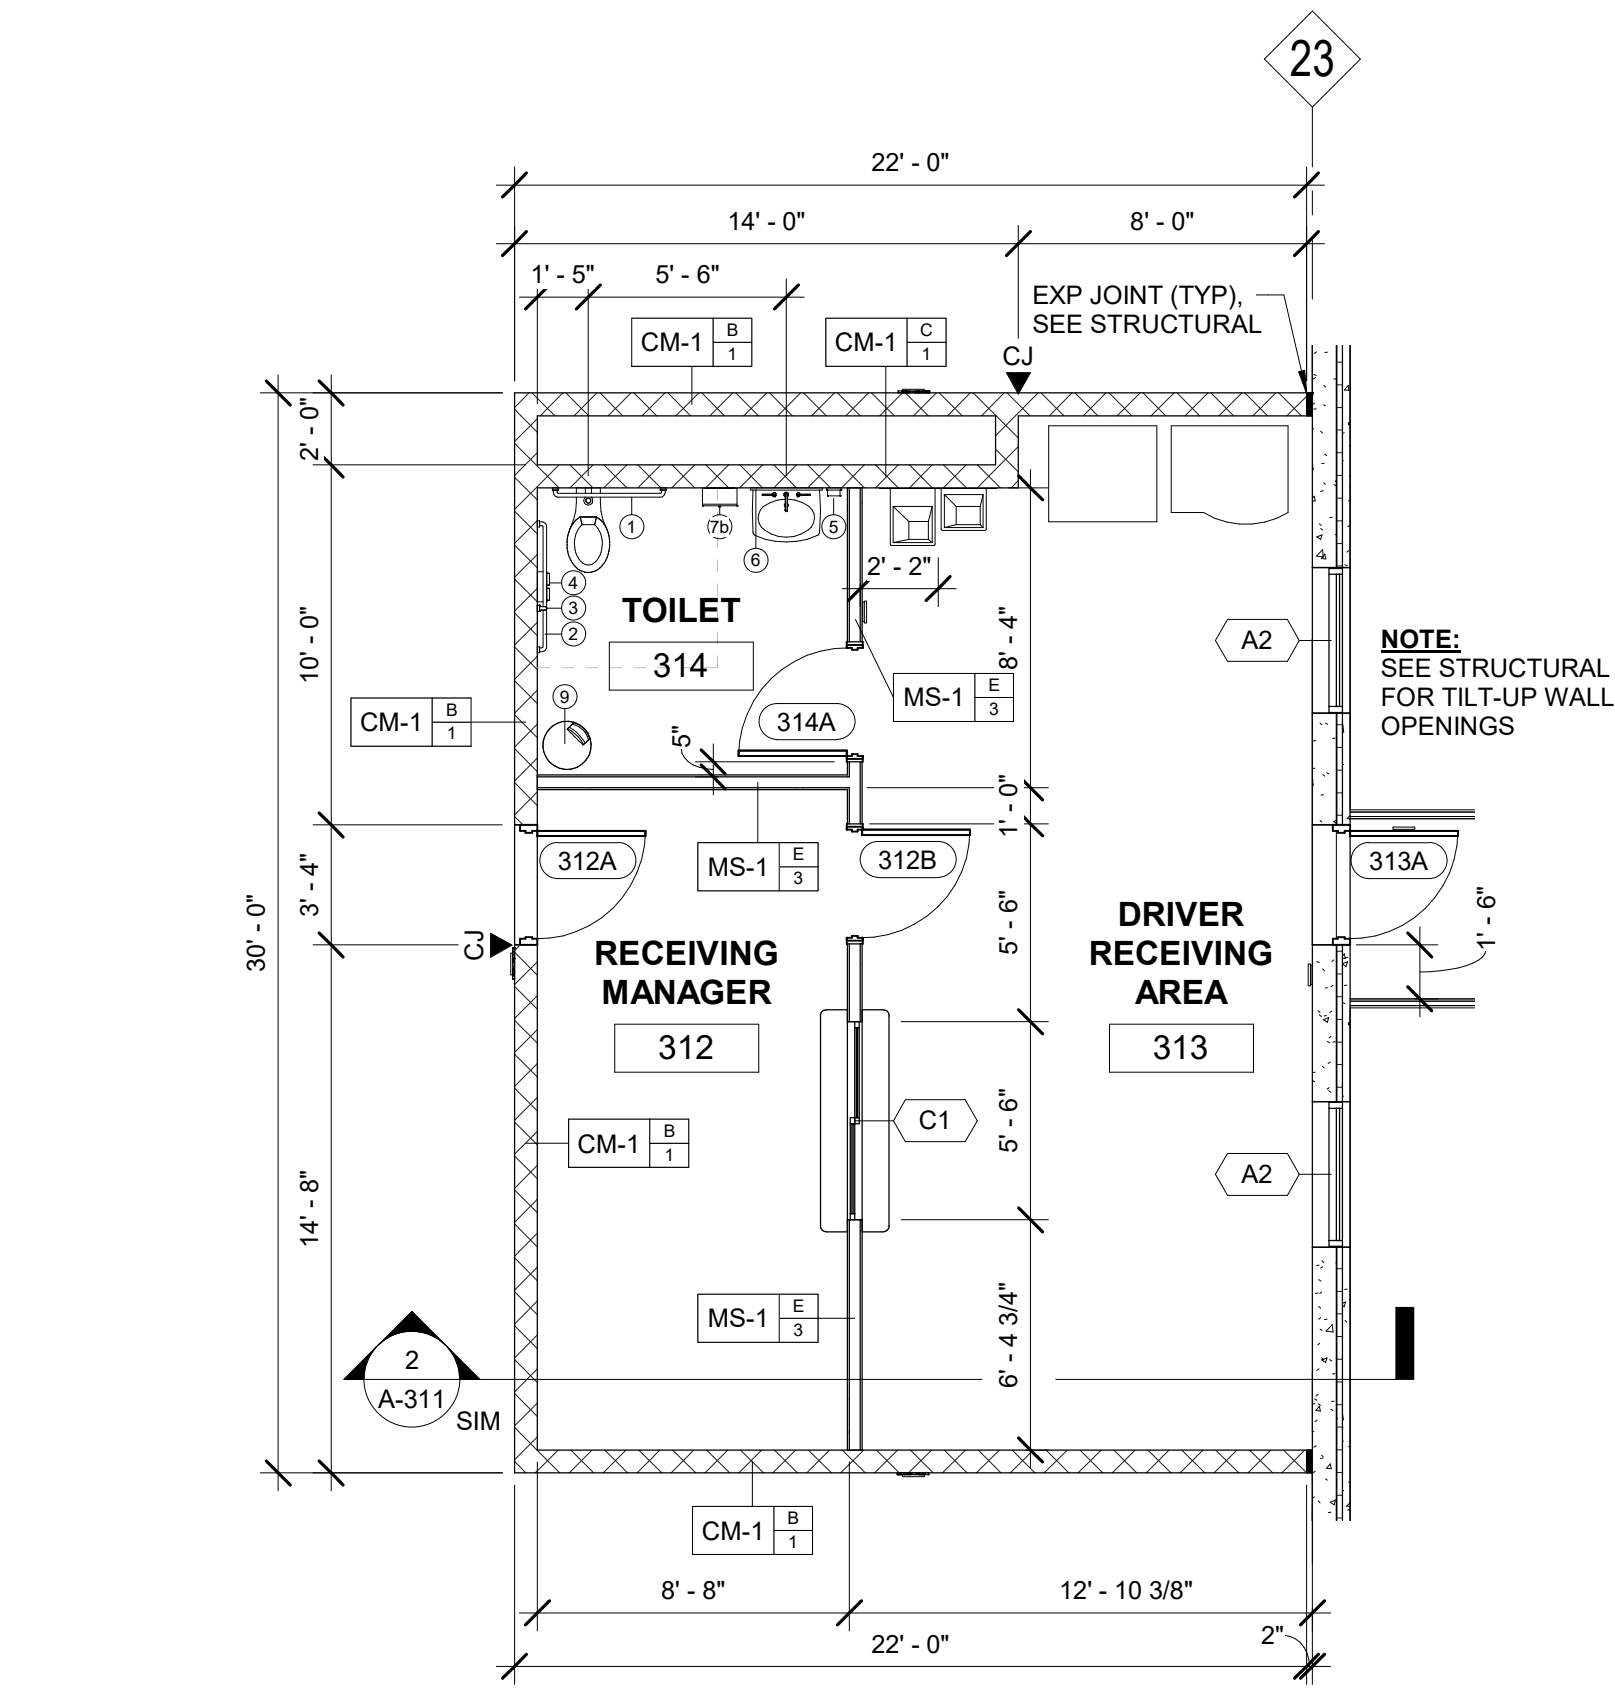 23
22' - 0"
14' - 0"
8' - 0"
1' - 5"
5' - 6"
EXP JOINT (TYP),
SEE STRUCTURAL
CM-1
B
1
CM-1
C
1
CJ
2' - 0"
1
7b
6
5
4
3
2
2' - 2"
TOILET
314
8' - 4"
10' - 0"
A2
NOTE:
SEE STRUCTURAL
FOR TILT-UP WALL
OPENINGS
MS-1
E
3
CM-1
B
1
9
314A
5"
1' - 0"
312A
MS-1
E
3
312B
313A
3' - 4"
30' - 0"
CJ
5' - 6"
1' - 6"
RECEIVING
MANAGER
312
DRIVER
RECEIVING
AREA
313
CM-1
B
1
C1
5' - 6"
A2
14' - 8"
MS-1
E
3
6' - 4 3/4"
2
A-311
SIM
CM-1
B
1
8' - 8"
12' - 10 3/8"
22' - 0"
2"